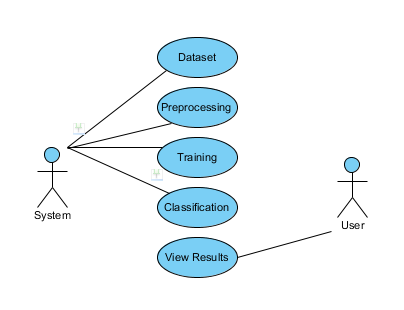 Dataset
Preprocessing
Training
Classification
View Results
System
User